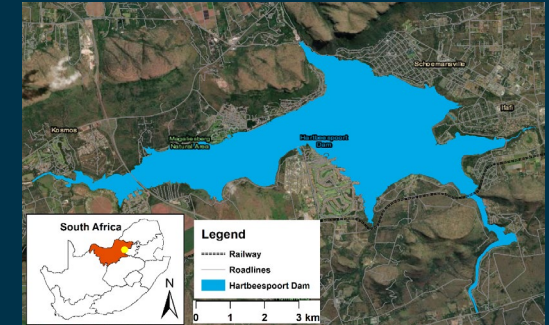 Schoemansville
Ifafi
Kosmos
Magaliesberg
Natural Area
Hartbeespoort
Dam
South Africa
N
Legend
Railway
Roadlines
Hartbeespoort Dam
0 1 2 3 km